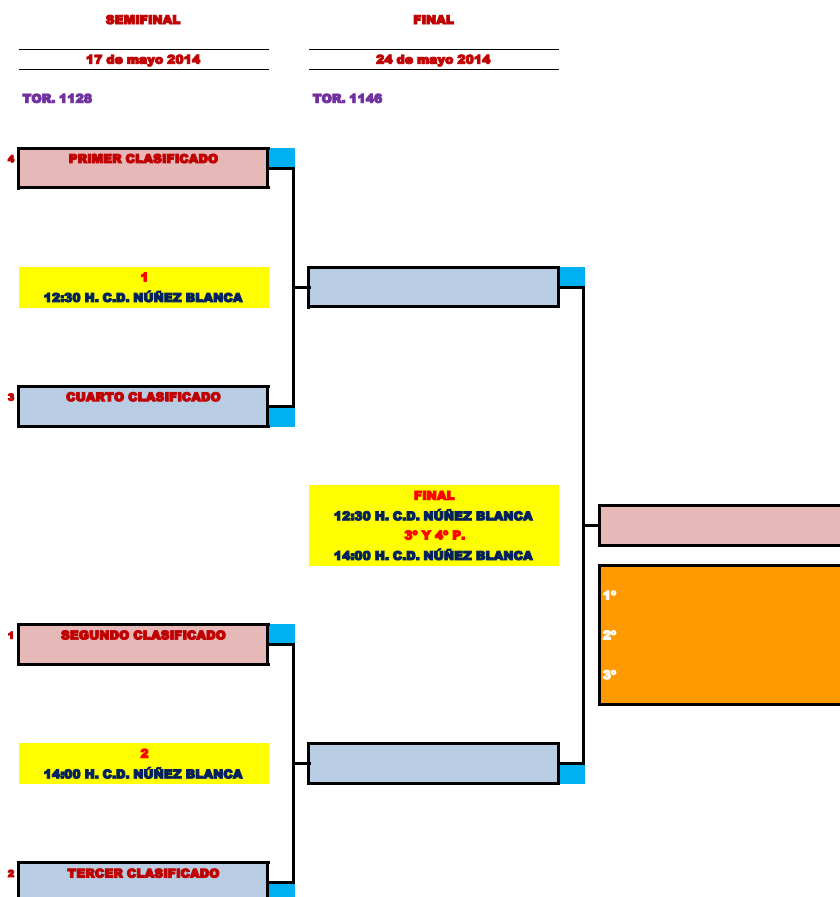 SEMIFINAL
FINAL
17 de mayo 2014
24 de mayo 2014
TOR. 1128
TOR. 1146
4
PRIMER CLASIFICADO
1
12:30 H. C.D. NÚÑEZ BLANCA
3
CUARTO CLASIFICADO
FINAL
12:30 H. C.D. NÚÑEZ BLANCA
3º Y 4º P.
14:00 H. C.D. NÚÑEZ BLANCA
1º
2º
3º
1
SEGUNDO CLASIFICADO
2
14:00 H. C.D. NÚÑEZ BLANCA
2
TERCER CLASIFICADO